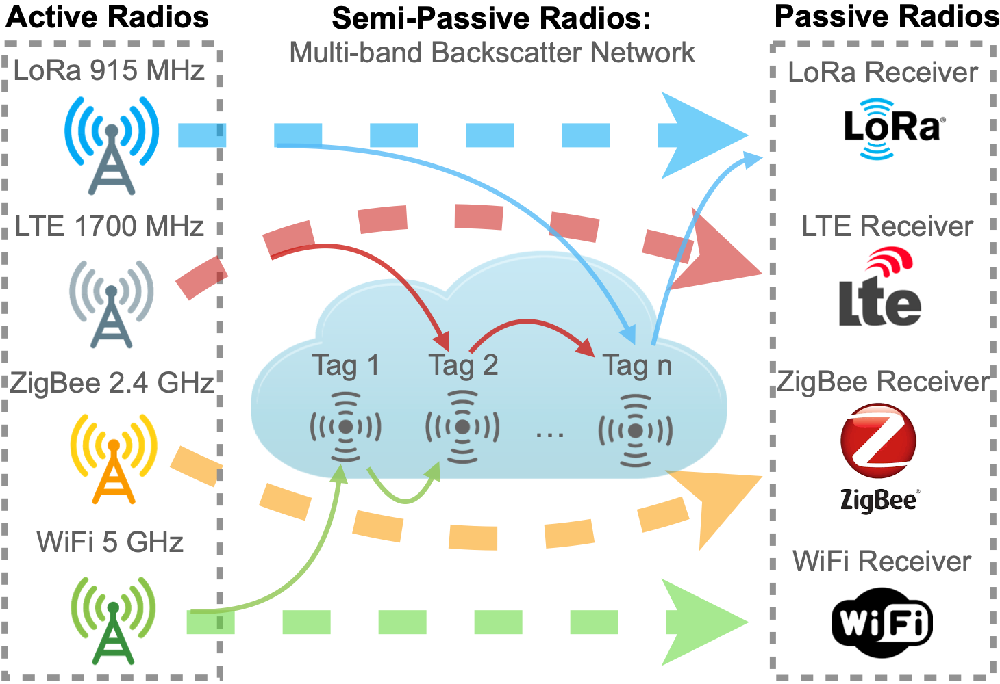 Active Radios
Semi-Passive Radios:
Passive Radios
Multi-band Backscatter Network
LoRa 915 MHz
LTE 1700 MHz
ZigBee 2.4 GHz
WiFi 5 GHz
Tag 1
Tag 2
...
Tag n
LoRa Receiver
LoRa®
LTE Receiver
Lte
ZigBee Receiver
Z
ZigBee®
WiFi Receiver
WiFi